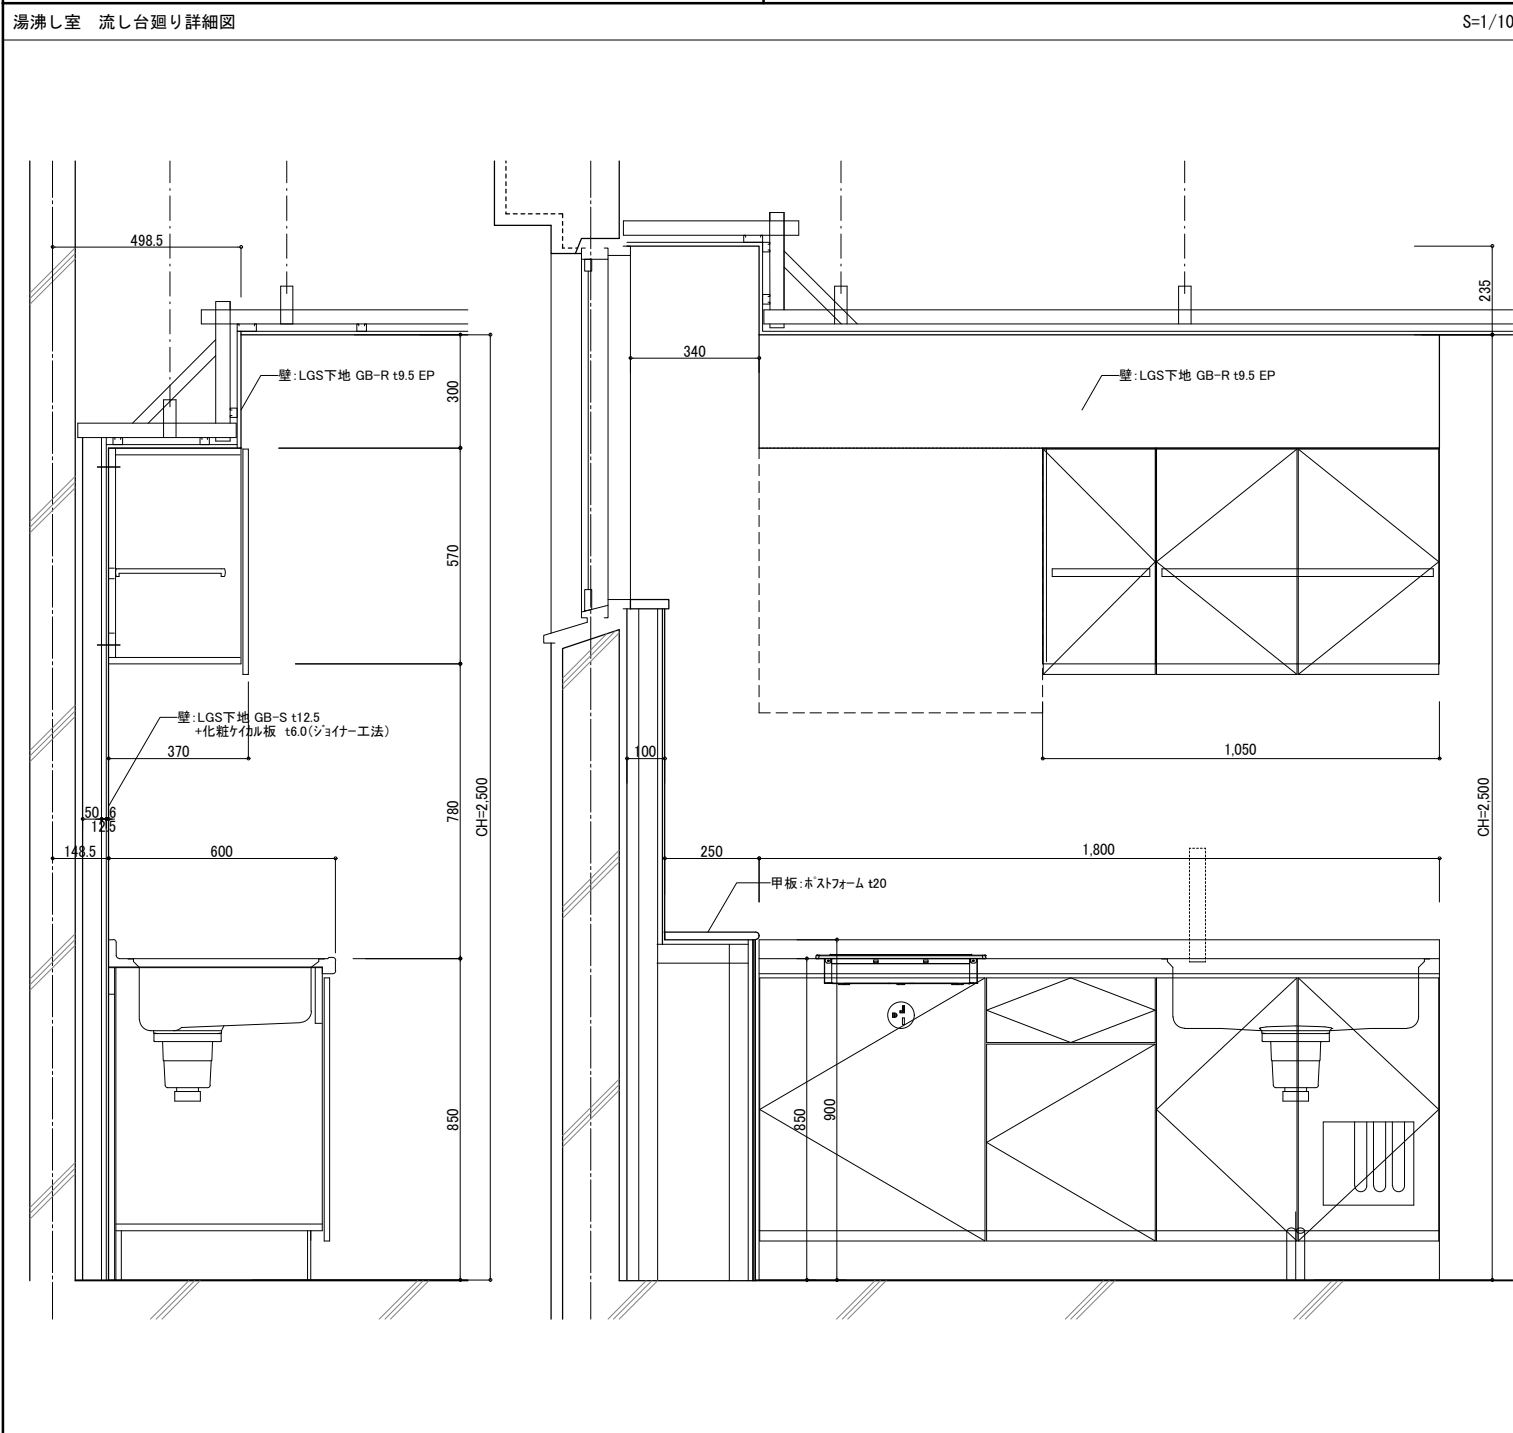 湯沸し室　流し台廻り詳細図
S=1/10
498.5
235
340
壁:LGS下地 GB-R t9.5 EP
300
壁:LGS下地 GB-R t9.5 EP
570
壁:LGS下地 GB-S t12.5
+化粧ケイカル板 t6.0(ジョイナー工法)
370
100
1,050
50
6
12.5
780
CH=2,500
CH=2,500
148.5
600
250
1,800
甲板:ポストフォーム t20
850
850
900